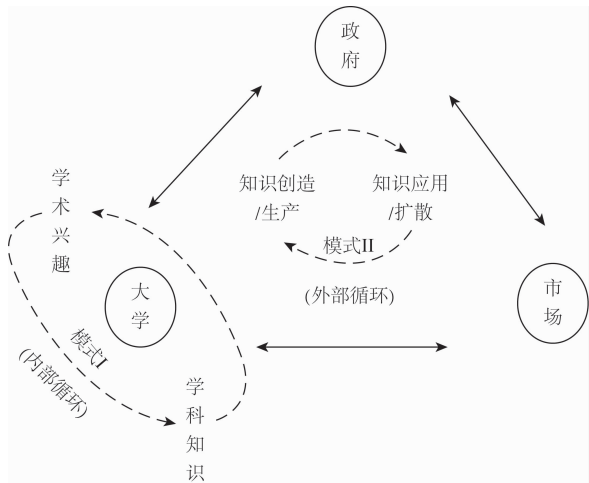 政府
学术兴趣
知识创造
/生产
知识应用
/扩散
模式II
(外部循环)
大学
市场
模式I
(内部循环)
学科知识